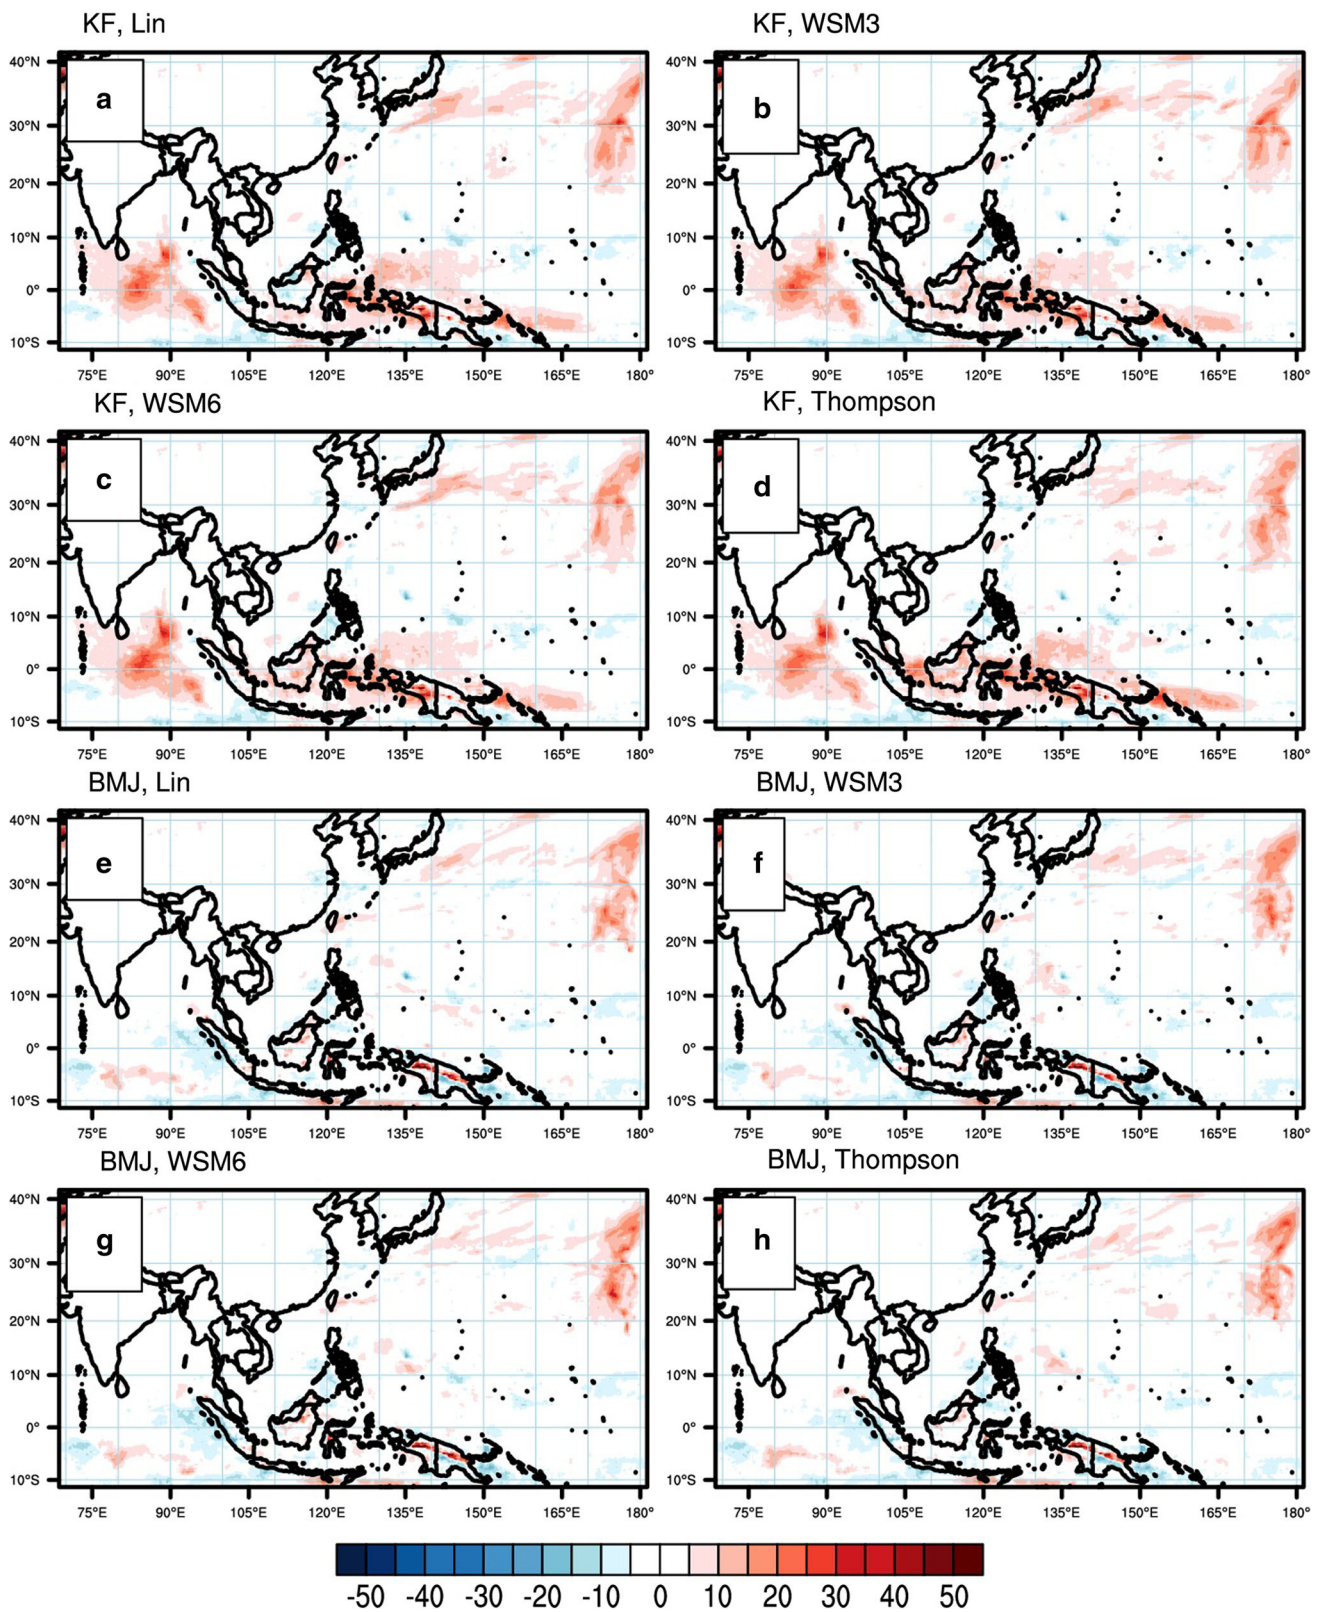 KF, Lin KF, WSM3
40°N 40°N
a b
30°N 30°N
20°N 20°N
10°N 10°N
0° 0°
10°S 10°S
75°E 90°E 105°E 120°E 135°E 150°E 165°E 180° 75°E 90°E 105°E 120°E 135°E 150°E 165°E 180°
KF, WSM6 KF, Thompson
40°N 40°N
c d
30°N 30°N
20°N 20°N
10°N 10°N
0° 0°
10°S 10°S
75°E 90°E 105°E 120°E 135°E 150°E 165°E 180° 75°E 90°E 105°E 120°E 135°E 150°E 165°E 180°
BMJ, Lin BMJ, WSM3
40°N 40°N
e f
30°N 30°N
20°N 20°N
10°N 10°N
0° 0°
10°S 10°S
75°E 90°E 105°E 120°E 135°E 150°E 165°E 180° 75°E 90°E 105°E 120°E 135°E 150°E 165°E 180°
BMJ, WSM6 BMJ, Thompson
40°N 40°N
g h
30°N 30°N
20°N 20°N
10°N 10°N
0° 0°
10°S 10°S
75°E 90°E 105°E 120°E 135°E 150°E 165°E 180° 75°E 90°E 105°E 120°E 135°E 150°E 165°E 180°
-50 -40 -30 -20 -10 0 10 20 30 40 50